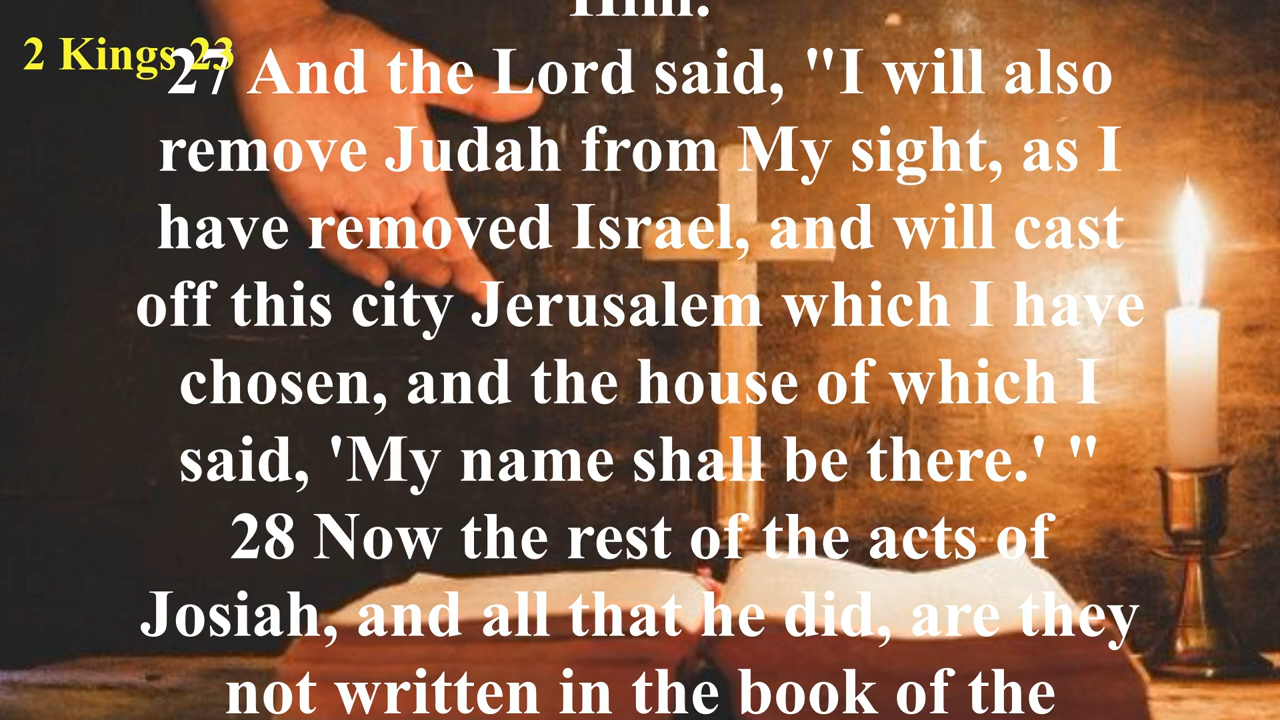 Him.
2 Kings 23
27 And the Lord said, "I will also
remove Judah from My sight, as I
have removed Israel, and will cast
off this city Jerusalem which I have
chosen, and the house of which I
said, 'My name shall be there.' "
28 Now the rest of the acts of
Josiah, and all that he did, are they
not written in the book of the